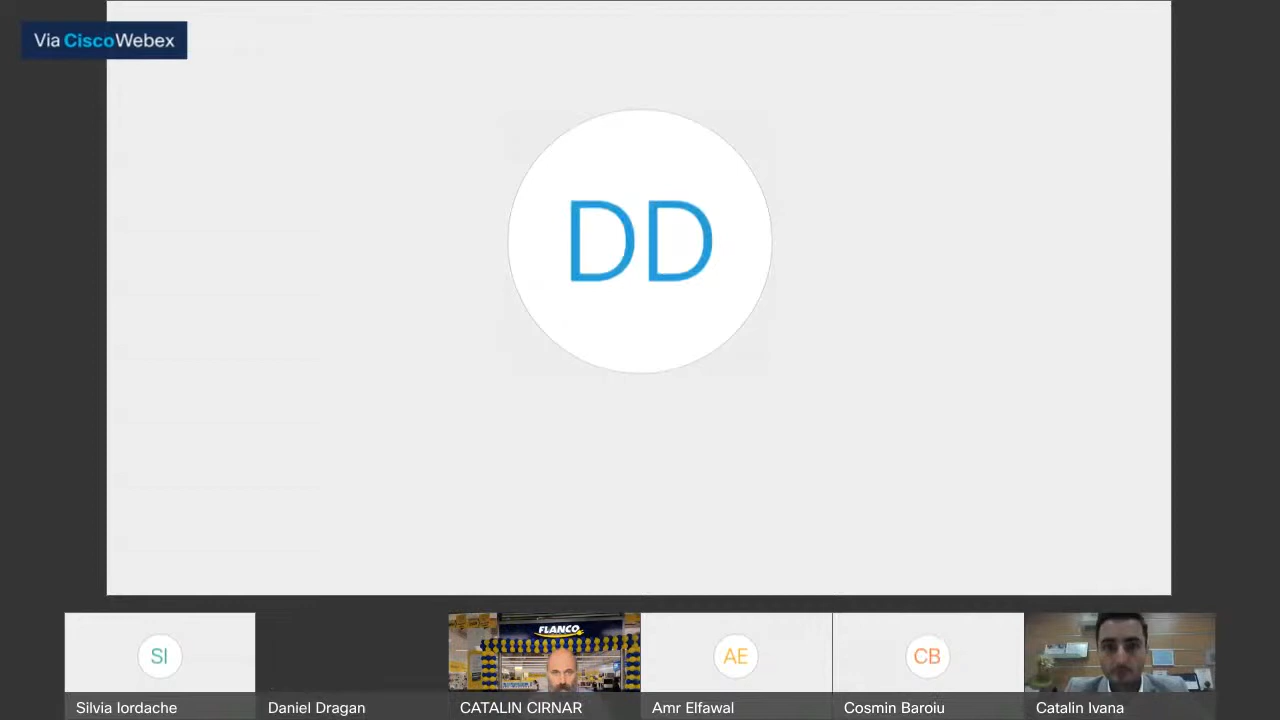 Via CiscoWebex
DD
FLANCO
SI
AE
CB
Silvia Iordache
Daniel Dragan
CATALIN CIRNAR
Amr Elfawal
Cosmin Baroiu
Catalin Ivana